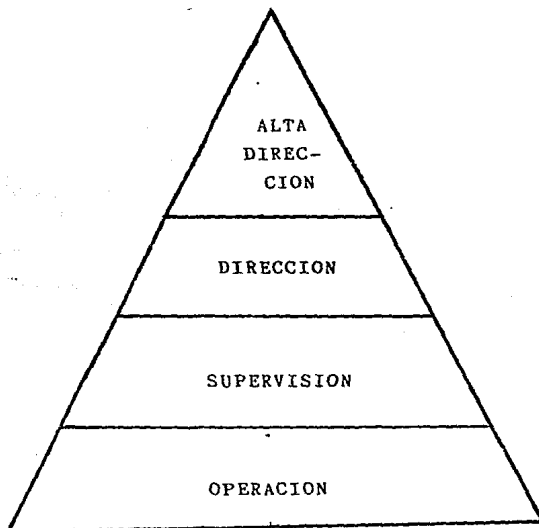 ALTA
DIREC-
CION
DIRECCION
SUPERVISION
OPERACION